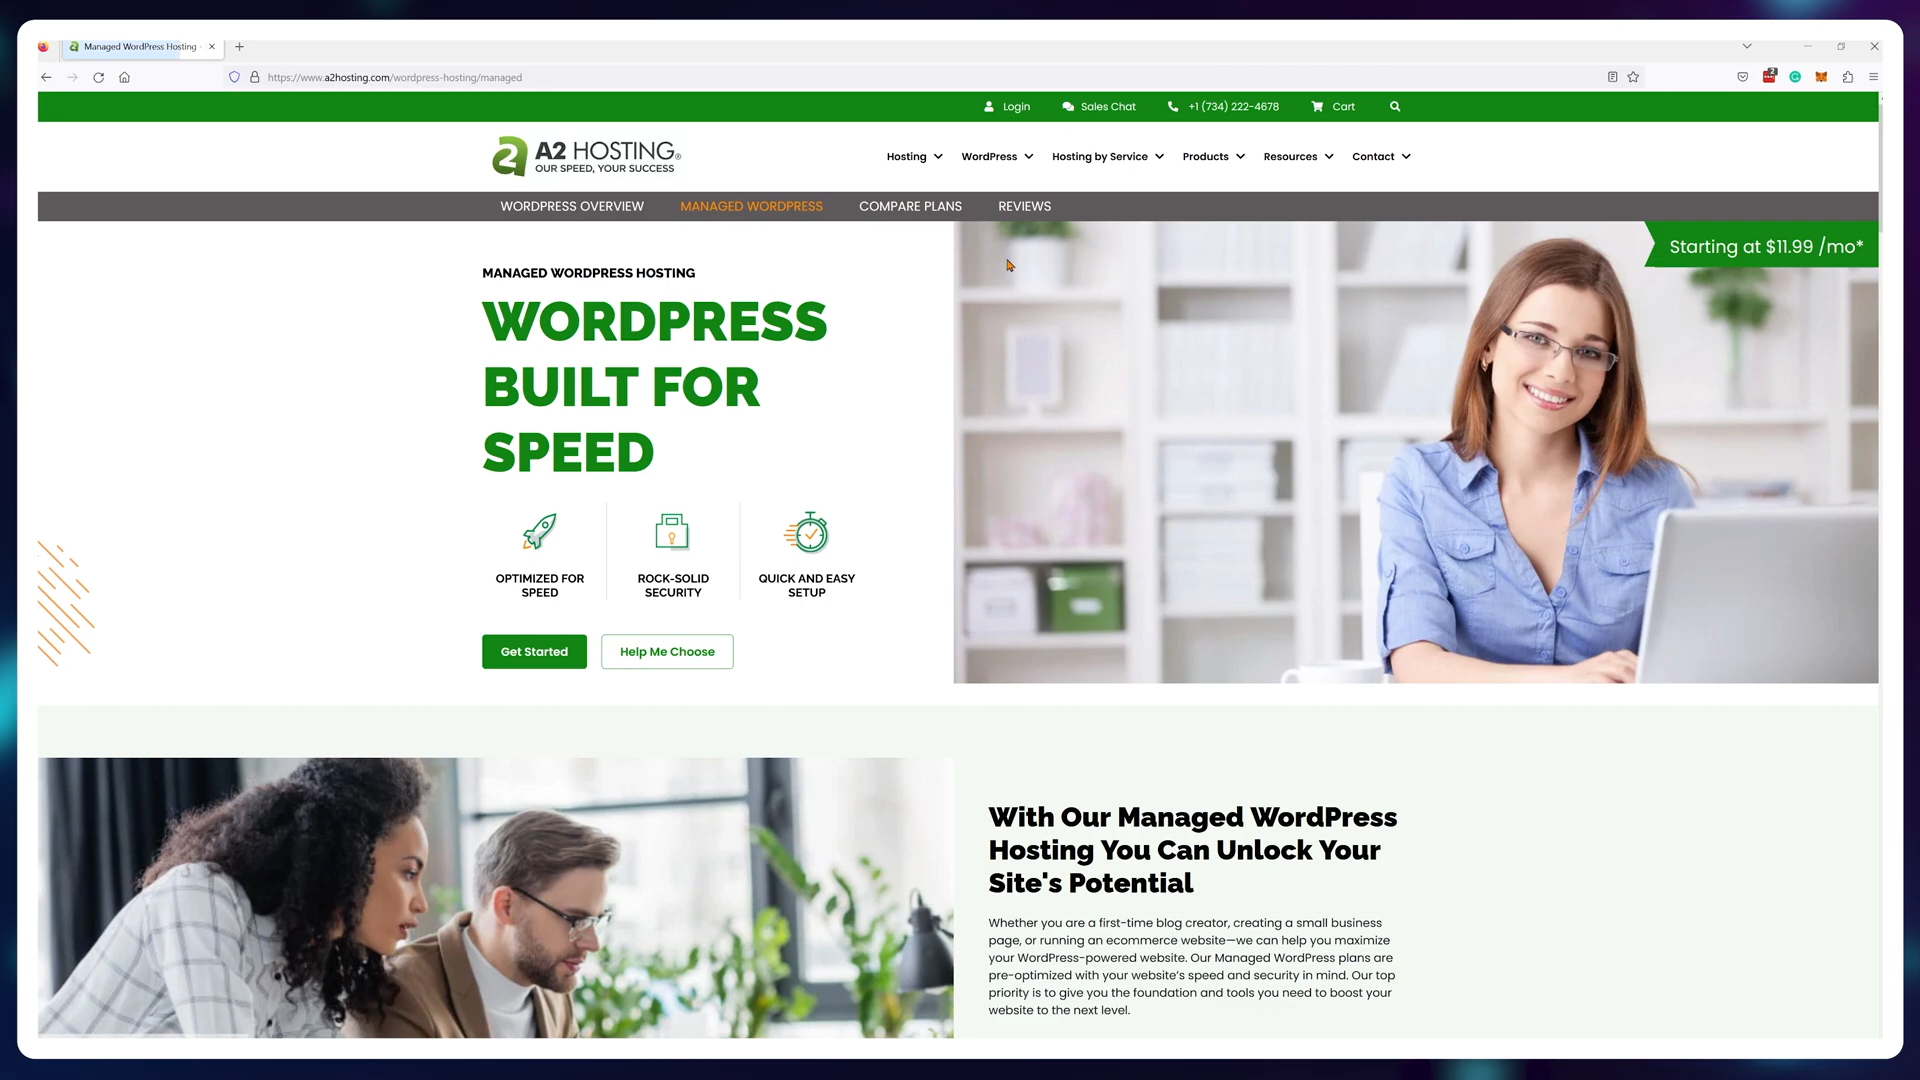 Managed WordPress Hosting
https://www.a2hosting.com/wordpress-hosting/managed
2
Login
Sales Chat
+1 (734) 222-4678
Cart
A2 HOSTING®
OUR SPEED, YOUR SUCCESS
Hosting
WordPress
Hosting by Service
Products
Resources
Contact
WORDPRESS OVERVIEW
MANAGED WORDPRESS
COMPARE PLANS
REVIEWS
Starting at $11.99 /mo*
MANAGED WORDPRESS HOSTING
WORDPRESS
BUILT FOR
SPEED
OPTIMIZED FOR
SPEED
ROCK-SOLID
SECURITY
QUICK AND EASY
SETUP
Get Started
Help Me Choose
With Our Managed WordPress
Hosting You Can Unlock Your
Site's Potential
Whether you are a first-time blog creator, creating a small business
page, or running an ecommerce website—we can help you maximize
your WordPress-powered website. Our Managed WordPress plans are
pre-optimized with your website's speed and security in mind. Our top
priority is to give you the foundation and tools you need to boost your
website to the next level.